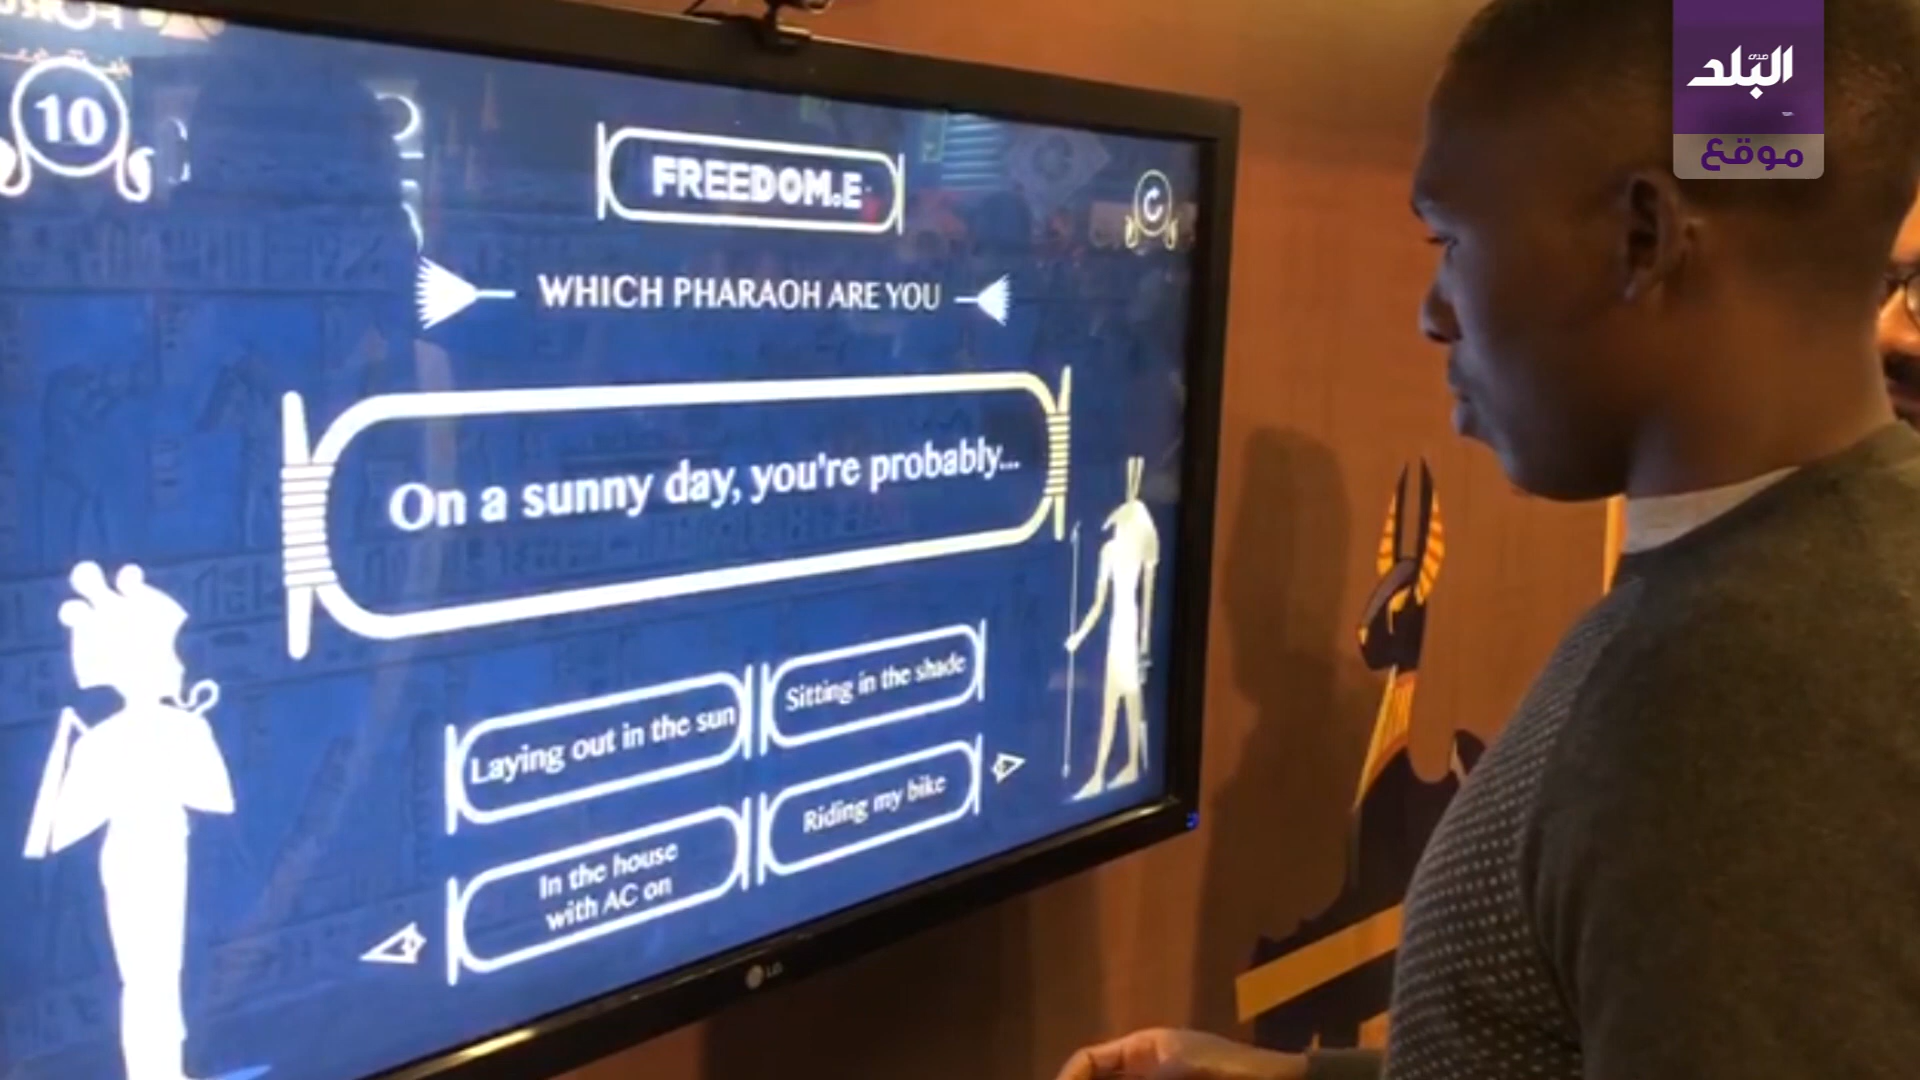 صدى
البلد
موقع
10
FREEDOM.E
WHICH PHARAOH ARE YOU
On a sunny day, you're probably...
Laying out in the sun
Sitting in the shade
In the house
with AC on
Riding my bike
LG